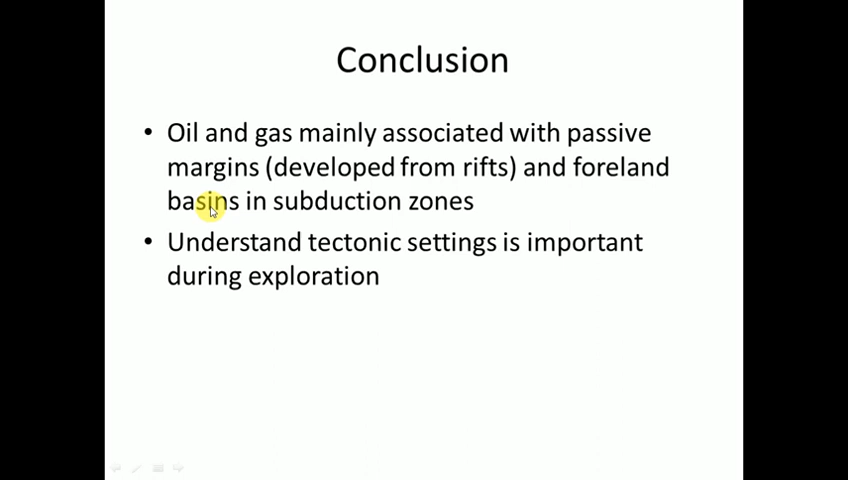 Conclusion
• Oil and gas mainly associated with passive
margins (developed from rifts) and foreland
basins in subduction zones
• Understand tectonic settings is important
during exploration